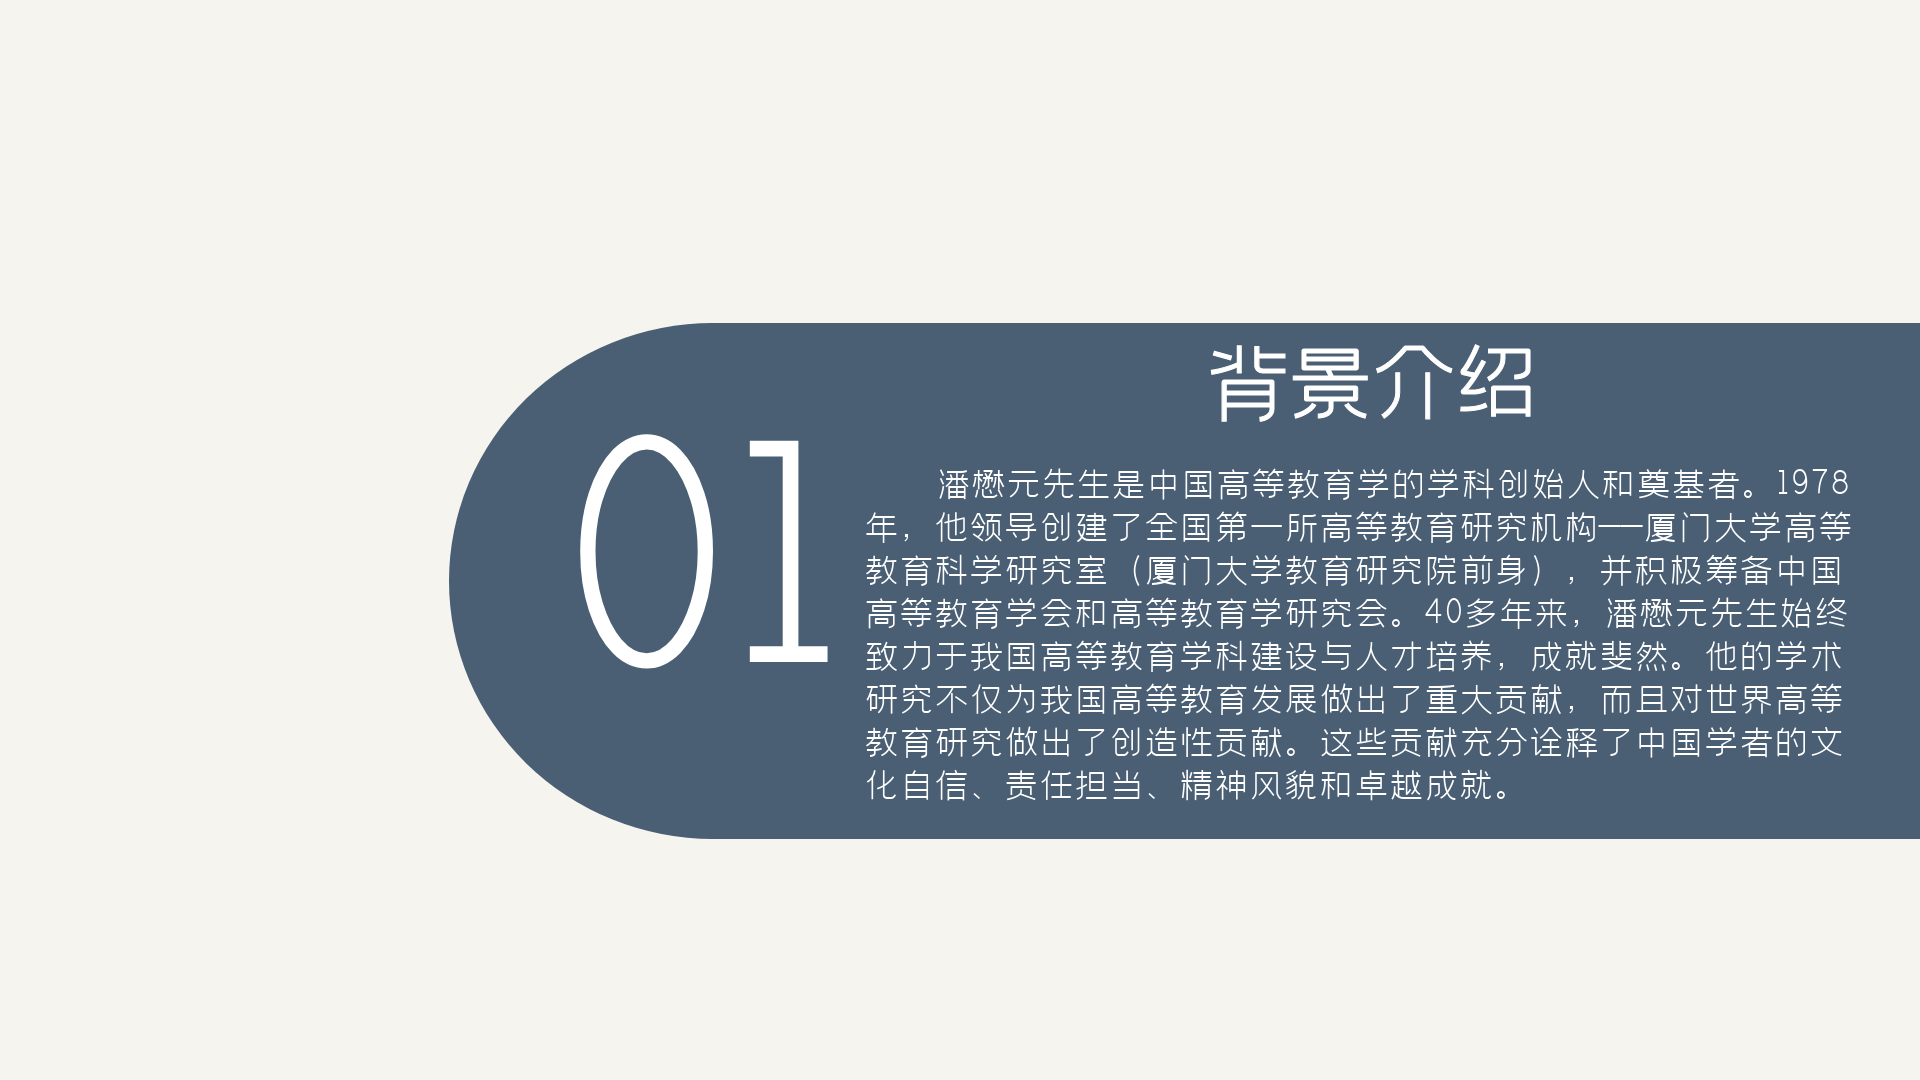 背景介绍
01
潘懋元先生是中国高等教育学的学科创始人和奠基者。1978
年，他领导创建了全国第一所高等教育研究机构——厦门大学高等
教育科学研究室（厦门大学教育研究院前身），并积极筹备中国
高等教育学会和高等教育学研究会。40多年来，潘懋元先生始终
致力于我国高等教育学科建设与人才培养，成就斐然。他的学术
研究不仅为我国高等教育发展做出了重大贡献，而且对世界高等
教育研究做出了创造性贡献。这些贡献充分诠释了中国学者的文
化自信、责任担当、精神风貌和卓越成就。